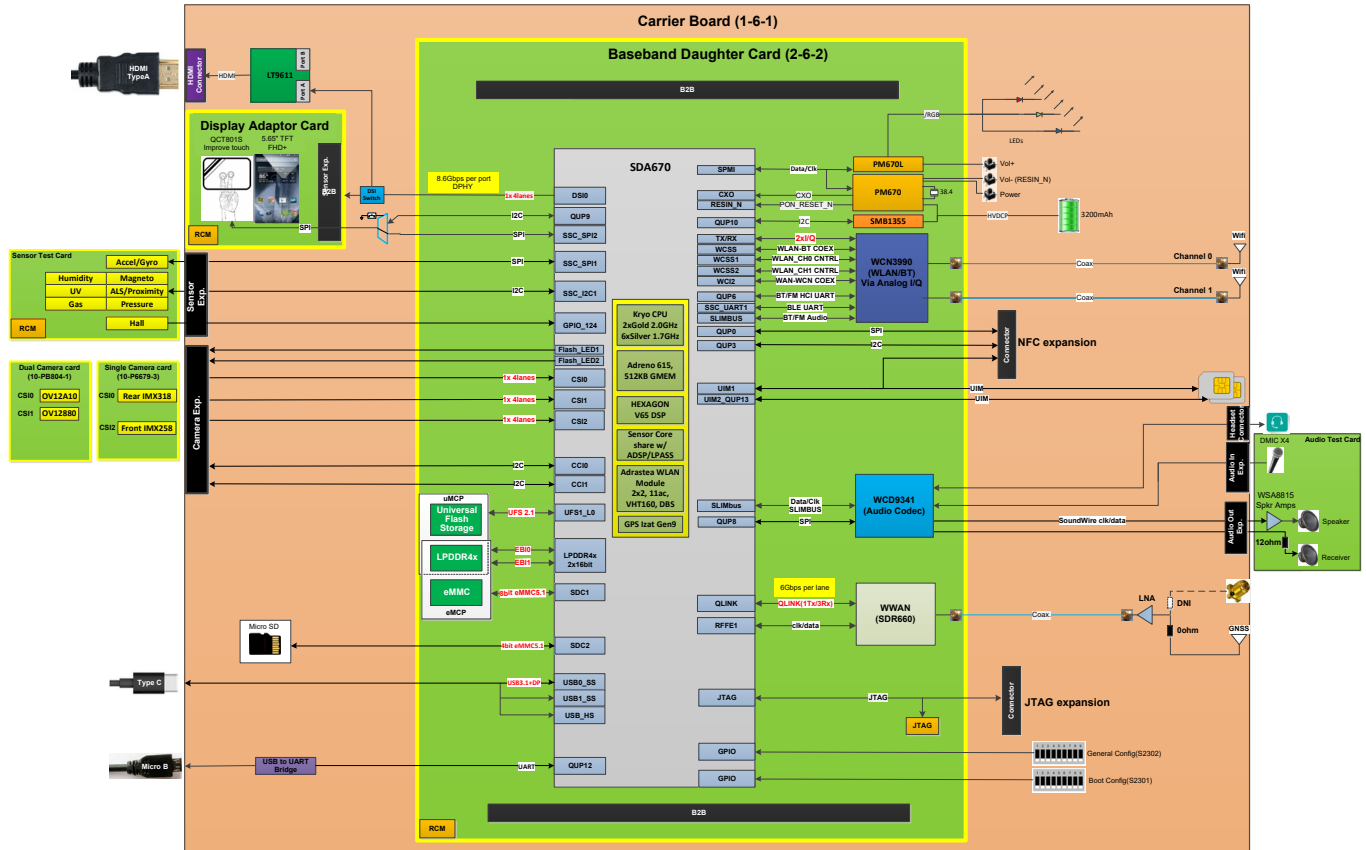 Carrier Board (1-6-1)
Baseband Daughter Card (2-6-2)
B2B
HDMI
TypeA
HDMI
Connector
HDMI
LT9611
Port B
Port A
Display Adaptor Card
QCT801S
Improve touch
5.65" TFT
FHD+
Sensor Exp.
B2B
DSI
Switch
SPI
RCM
8.6Gbps per port
DPHY
1x 4lanes
I2C
SPI
Sensor Test Card
Accel/Gyro
Humidity
Magneto
UV
ALS/Proximity
Gas
Pressure
Hall
RCM
Sensor
Exp.
SPI
I2C
Dual Camera card
(10-PB804-1)
CSI0
OV12A10
CSI1
OV12880
Single Camera card
(10-P6679-3)
CSI0
Rear IMX318
CSI2
Front IMX258
Camera Exp.
1x 4lanes
1x 4lanes
1x 4lanes
I2C
I2C
uMCP
Universal
Flash
Storage
LPDDR4x
eMMC
eMCP
UFS 2.1
EBI0
EBI1
8bit eMMC5.1
Micro SD
4bit eMMC5.1
Type C
USB3.1+DP
Micro B
USB to UART
Bridge
UART
SDA670
DSI0
QUP9
SSC_SPI2
SSC_SPI1
SSC_I2C1
GPIO_124
Flash_LED1
Flash_LED2
CSI0
CSI1
CSI2
CCI0
CCI1
UFS1_L0
LPDDR4x
2x16bit
SDC1
SDC2
USB0_SS
USB1_SS
USB_HS
QUP12
Kryo CPU
2xGold 2.0GHz
6xSilver 1.7GHz
Adreno 615,
512KB GMEM
HEXAGON
V65 DSP
Sensor Core
share w/
ADSP/LPASS
Adrastea WLAN
Module
2x2, 11ac,
VHT160, DBS
GPS Izat Gen9
SPMI
CXO
RESIN_N
QUP10
TX/RX
WCSS
WCSS1
WCSS2
WCI2
QUP6
SSC_UART1
SLIMBUS
QUP0
QUP3
UIM1
UIM2_QUP13
SLIMbus
QUP8
QLINK
RFFE1
JTAG
GPIO
GPIO
Data/Clk
CXO
PON_RESET_N
I2C
2xI/Q
WLAN-BT COEX
WLAN_CH0 CNTRL
WLAN_CH1 CNTRL
WAN-WCN COEX
BT/FM HCI UART
BLE UART
BT/FM Audio
/RGB
PM670L
PM670
38.4
SMB1355
WCN3990
(WLAN/BT)
Via Analog I/Q
LEDs
Vol+
Vol- (RESIN_N)
Power
HVDCP
3200mAh
Wifi
Coax
Channel 0
Wifi
Channel 1
Coax
SPI
I2C
Connector
NFC expansion
UIM
UIM
Headset
Connector
Audio In
Exp.
Audio Out
Exp.
Audio Test Card
DMIC X4
WSA8815
Spkr Amps
Speaker
12ohm
Receiver
Data/Clk
SLIMBUS
SPI
WCD9341
(Audio Codec)
SoundWire clk/data
6Gbps per lane
QLINK(1Tx/3Rx)
clk/data
WWAN
(SDR660)
Coax
LNA
DNI
0ohm
GNSS
JTAG
JTAG
Connector
JTAG expansion
General Config(S2302)
Boot Config(S2301)
B2B
RCM